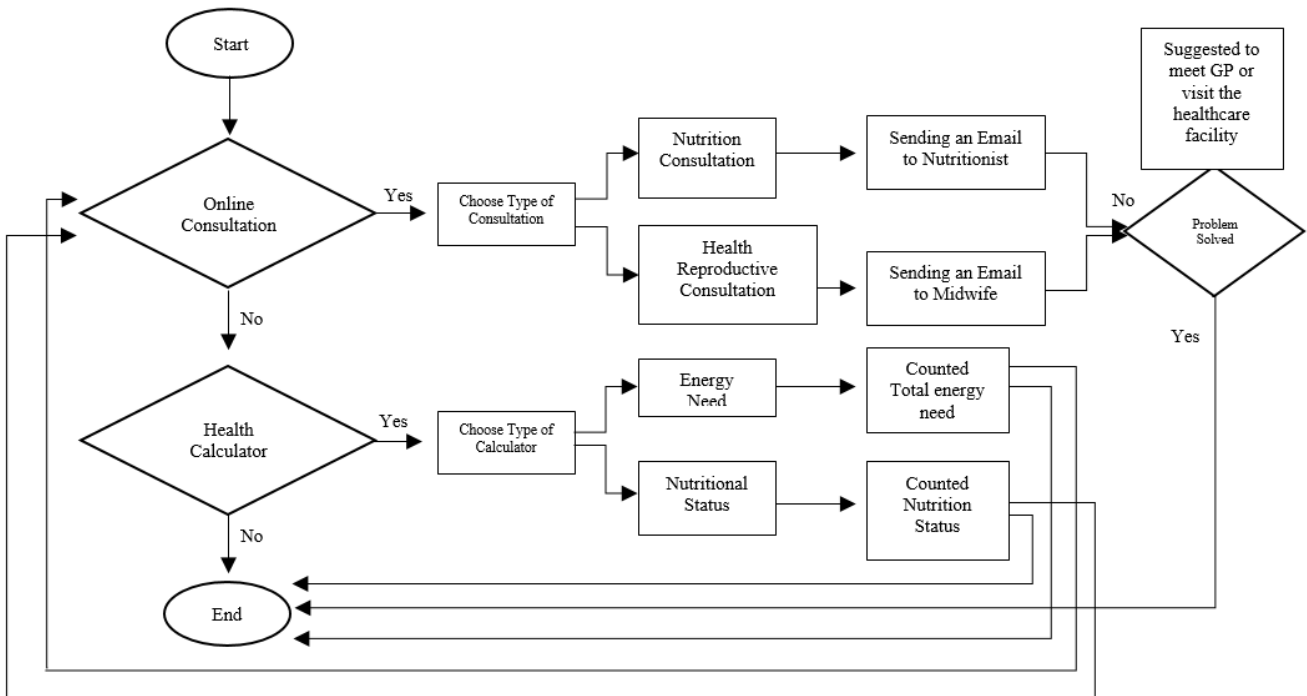 Start
Suggested to
meet GP or
visit the
healthcare
facility
Online
Consultation
Yes
Choose Type of
Consultation
Nutrition
Consultation
Sending an Email
to Nutritionist
Health
Reproductive
Consultation
Sending an Email
to Midwife
No
Problem
Solved
Yes
No
Health
Calculator
Yes
Choose Type of
Calculator
Energy
Need
Counted
Total energy
need
Nutritional
Status
Counted
Nutrition
Status
No
End